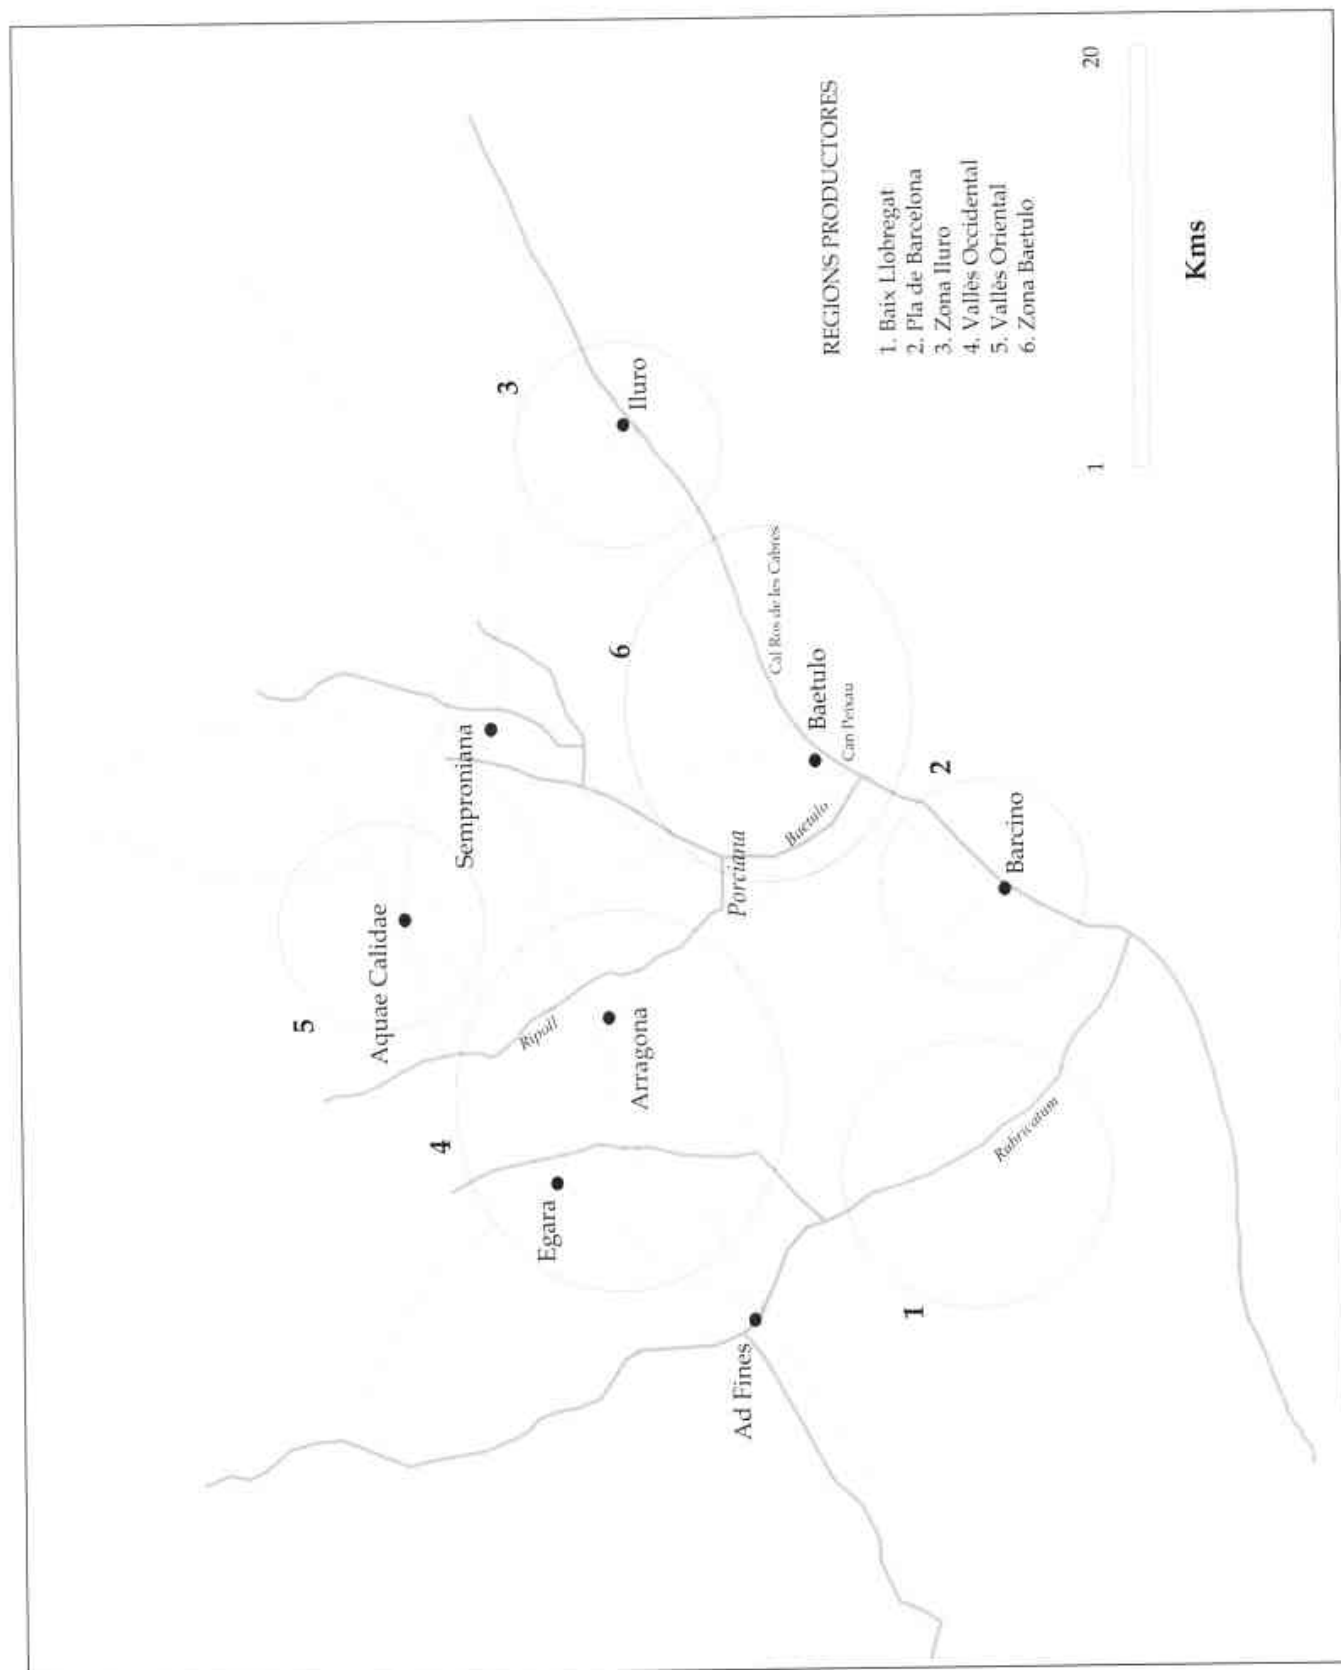 3
Iluro
6
Semproniana
Cal Ros de les Cabres
Baetulo
Can Peixau
Baetulo
Porciana
2
Barcino
5
Aquae Calidae
Ripoll
Arragona
4
Egara
Rubricatum
Ad Fines
1
REGIONS PRODUCTORES
1. Baix Llobregat
2. Pla de Barcelona
3. Zona Iluro
4. Vallès Occidental
5. Vallès Oriental
6. Zona Baetulo
1 20
Kms